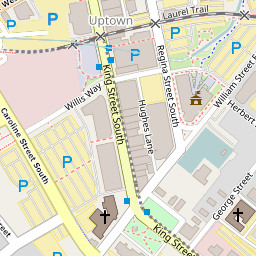 Uptown
Laurel Trail
P
Willis Way
King Street South
Hughes Lane
Regina Street South
William Street E
Herbert
Caroline Street South
George Street
King Street